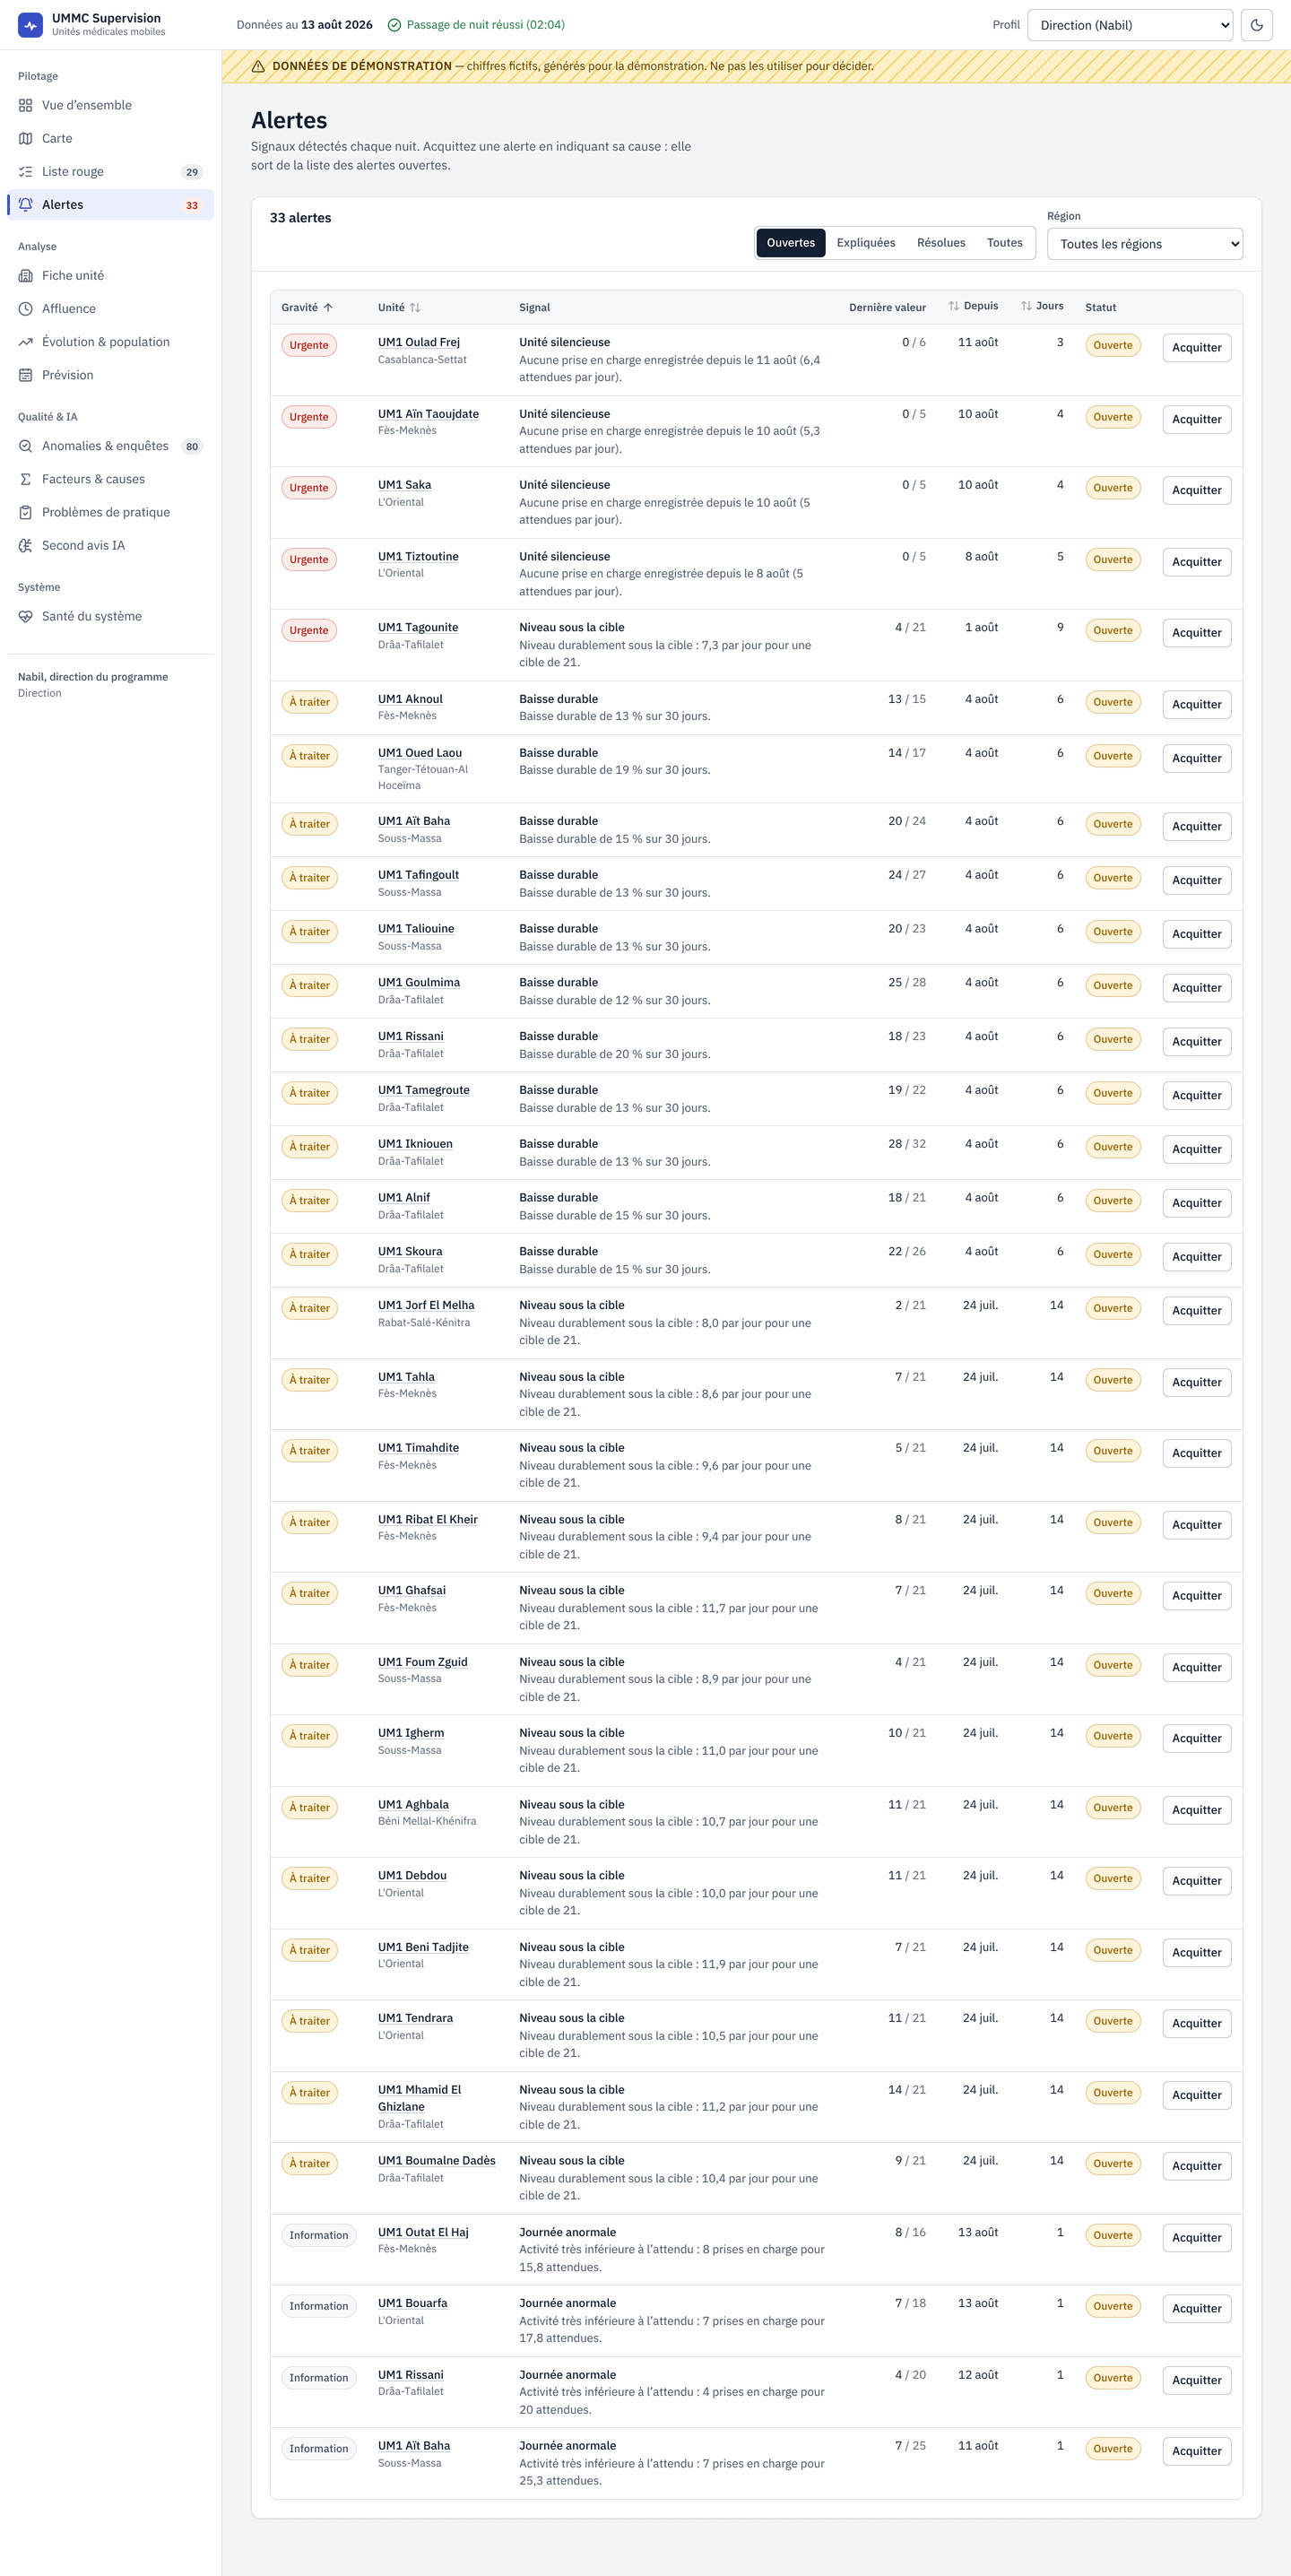 UMMC Supervision
Unités médicales mobiles
Données au 13 août 2026
Passage de nuit réussi (02:04)
Profil
Direction (Nabil)
DONNÉES DE DÉMONSTRATION — chiffres fictifs, générés pour la démonstration. Ne pas les utiliser pour décider.
Pilotage
Vue d’ensemble
Carte
Liste rouge 29
Alertes 33
Analyse
Fiche unité
Affluence
Évolution & population
Prévision
Qualité & IA
Anomalies & enquêtes 80
Facteurs & causes
Problèmes de pratique
Second avis IA
Système
Santé du système
Nabil, direction du programme
Direction
Alertes
Signaux détectés chaque nuit. Acquittez une alerte en indiquant sa cause : elle
sort de la liste des alertes ouvertes.
33 alertes
Ouvertes Expliquées Résolues Toutes
Région
Toutes les régions
Gravité Unité Signal Dernière valeur Depuis Jours Statut
Urgente UM1 Oulad Frej Unité silencieuse 0 / 6 11 août 3 Ouverte Acquitter
Casablanca-Settat Aucune prise en charge enregistrée depuis le 11 août (6,4
attendues par jour).
Urgente UM1 Aïn Taoujdate Unité silencieuse 0 / 5 10 août 4 Ouverte Acquitter
Fès-Meknès Aucune prise en charge enregistrée depuis le 10 août (5,3
attendues par jour).
Urgente UM1 Saka Unité silencieuse 0 / 5 10 août 4 Ouverte Acquitter
L'Oriental Aucune prise en charge enregistrée depuis le 10 août (5
attendues par jour).
Urgente UM1 Tiztoutine Unité silencieuse 0 / 5 8 août 5 Ouverte Acquitter
L'Oriental Aucune prise en charge enregistrée depuis le 8 août (5
attendues par jour).
Urgente UM1 Tagounite Niveau sous la cible 4 / 21 1 août 9 Ouverte Acquitter
Drâa-Tafilalet Niveau durablement sous la cible : 7,3 par jour pour une
cible de 21.
À traiter UM1 Aknoul Baisse durable 13 / 15 4 août 6 Ouverte Acquitter
Fès-Meknès Baisse durable de 13 % sur 30 jours.
À traiter UM1 Oued Laou Baisse durable 14 / 17 4 août 6 Ouverte Acquitter
Tanger-Tétouan-Al Baisse durable de 19 % sur 30 jours.
Hoceïma
À traiter UM1 Aït Baha Baisse durable 20 / 24 4 août 6 Ouverte Acquitter
Souss-Massa Baisse durable de 15 % sur 30 jours.
À traiter UM1 Tafingoult Baisse durable 24 / 27 4 août 6 Ouverte Acquitter
Souss-Massa Baisse durable de 13 % sur 30 jours.
À traiter UM1 Taliouine Baisse durable 20 / 23 4 août 6 Ouverte Acquitter
Souss-Massa Baisse durable de 13 % sur 30 jours.
À traiter UM1 Goulmima Baisse durable 25 / 28 4 août 6 Ouverte Acquitter
Drâa-Tafilalet Baisse durable de 12 % sur 30 jours.
À traiter UM1 Rissani Baisse durable 18 / 23 4 août 6 Ouverte Acquitter
Drâa-Tafilalet Baisse durable de 20 % sur 30 jours.
À traiter UM1 Tamegroute Baisse durable 19 / 22 4 août 6 Ouverte Acquitter
Drâa-Tafilalet Baisse durable de 13 % sur 30 jours.
À traiter UM1 Ikniouen Baisse durable 28 / 32 4 août 6 Ouverte Acquitter
Drâa-Tafilalet Baisse durable de 13 % sur 30 jours.
À traiter UM1 Alnif Baisse durable 18 / 21 4 août 6 Ouverte Acquitter
Drâa-Tafilalet Baisse durable de 15 % sur 30 jours.
À traiter UM1 Skoura Baisse durable 22 / 26 4 août 6 Ouverte Acquitter
Drâa-Tafilalet Baisse durable de 15 % sur 30 jours.
À traiter UM1 Jorf El Melha Niveau sous la cible 2 / 21 24 juil. 14 Ouverte Acquitter
Rabat-Salé-Kénitra Niveau durablement sous la cible : 8,0 par jour pour une
cible de 21.
À traiter UM1 Tahla Niveau sous la cible 7 / 21 24 juil. 14 Ouverte Acquitter
Fès-Meknès Niveau durablement sous la cible : 8,6 par jour pour une
cible de 21.
À traiter UM1 Timahdite Niveau sous la cible 5 / 21 24 juil. 14 Ouverte Acquitter
Fès-Meknès Niveau durablement sous la cible : 9,6 par jour pour une
cible de 21.
À traiter UM1 Ribat El Kheir Niveau sous la cible 8 / 21 24 juil. 14 Ouverte Acquitter
Fès-Meknès Niveau durablement sous la cible : 9,4 par jour pour une
cible de 21.
À traiter UM1 Ghafsai Niveau sous la cible 7 / 21 24 juil. 14 Ouverte Acquitter
Fès-Meknès Niveau durablement sous la cible : 11,7 par jour pour une
cible de 21.
À traiter UM1 Foum Zguid Niveau sous la cible 4 / 21 24 juil. 14 Ouverte Acquitter
Souss-Massa Niveau durablement sous la cible : 8,9 par jour pour une
cible de 21.
À traiter UM1 Igherm Niveau sous la cible 10 / 21 24 juil. 14 Ouverte Acquitter
Souss-Massa Niveau durablement sous la cible : 11,0 par jour pour une
cible de 21.
À traiter UM1 Aghbala Niveau sous la cible 11 / 21 24 juil. 14 Ouverte Acquitter
Béni Mellal-Khénifra Niveau durablement sous la cible : 10,7 par jour pour une
cible de 21.
À traiter UM1 Debdou Niveau sous la cible 11 / 21 24 juil. 14 Ouverte Acquitter
L'Oriental Niveau durablement sous la cible : 10,0 par jour pour une
cible de 21.
À traiter UM1 Beni Tadjite Niveau sous la cible 7 / 21 24 juil. 14 Ouverte Acquitter
L'Oriental Niveau durablement sous la cible : 11,9 par jour pour une
cible de 21.
À traiter UM1 Tendrara Niveau sous la cible 11 / 21 24 juil. 14 Ouverte Acquitter
L'Oriental Niveau durablement sous la cible : 10,5 par jour pour une
cible de 21.
À traiter UM1 Mhamid El Niveau sous la cible 14 / 21 24 juil. 14 Ouverte Acquitter
Ghizlane Niveau durablement sous la cible : 11,2 par jour pour une
Drâa-Tafilalet cible de 21.
À traiter UM1 Boumalne Dadès Niveau sous la cible 9 / 21 24 juil. 14 Ouverte Acquitter
Drâa-Tafilalet Niveau durablement sous la cible : 10,4 par jour pour une
cible de 21.
Information UM1 Outat El Haj Journée anormale 8 / 16 13 août 1 Ouverte Acquitter
Fès-Meknès Activité très inférieure à l’attendu : 8 prises en charge pour
15,8 attendues.
Information UM1 Bouarfa Journée anormale 7 / 18 13 août 1 Ouverte Acquitter
L'Oriental Activité très inférieure à l’attendu : 7 prises en charge pour
17,8 attendues.
Information UM1 Rissani Journée anormale 4 / 20 12 août 1 Ouverte Acquitter
Drâa-Tafilalet Activité très inférieure à l’attendu : 4 prises en charge pour
20 attendues.
Information UM1 Aït Baha Journée anormale 7 / 25 11 août 1 Ouverte Acquitter
Souss-Massa Activité très inférieure à l’attendu : 7 prises en charge pour
25,3 attendues.